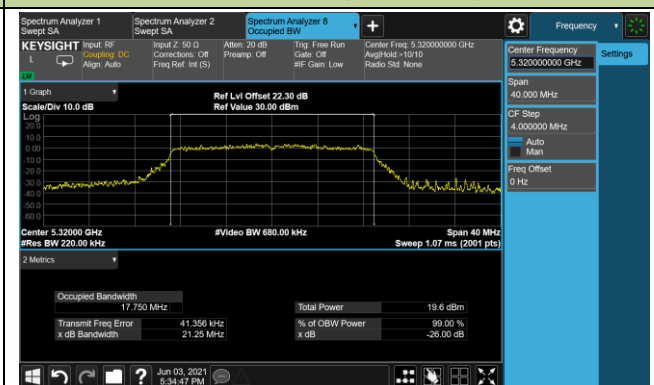 Spectrum Analyzer 1
Swept SA
Spectrum Analyzer 2
Swept SA
Spectrum Analyzer 8
Occupied BW
+
Frequency
KEYSIGHT
L
Input: RF
Coupling: DC
Align: Auto
Input Z: 50 Ω
Corrections: Off
Freq Ref: Int (S)
Atten: 20 dB
Preamp: Off
Trig: Free Run
Gate: Off
#IF Gain: Low
Center Freq: 5.320000000 GHz
Avg|Hold:>10/10
Radio Std: None
Center Frequency
5.320000000 GHz
Settings
Span
40.000 MHz
CF Step
4.000000 MHz
Auto
Man
Freq Offset
0 Hz
1 Graph
Scale/Div 10.0 dB
Ref Lvl Offset 22.30 dB
Ref Value 30.00 dBm
Log
20.0
10.0
0.00
-10.0
-20.0
-30.0
-40.0
-50.0
-60.0
Center 5.32000 GHz
#Res BW 220.00 kHz
#Video BW 680.00 kHz
Span 40 MHz
Sweep 1.07 ms (2001 pts)
2 Metrics
Occupied Bandwidth
17.750 MHz
Total Power 19.6 dBm
Transmit Freq Error 41.356 kHz
% of OBW Power 99.00 %
x dB Bandwidth 21.25 MHz
x dB -26.00 dB
?
Jun 03, 2021
5:34:47 PM